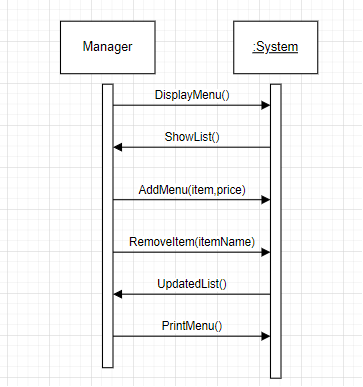 Manager
:System
DisplayMenu()
ShowList()
AddMenu(item,price)
RemoveItem(itemName)
UpdatedList()
PrintMenu()